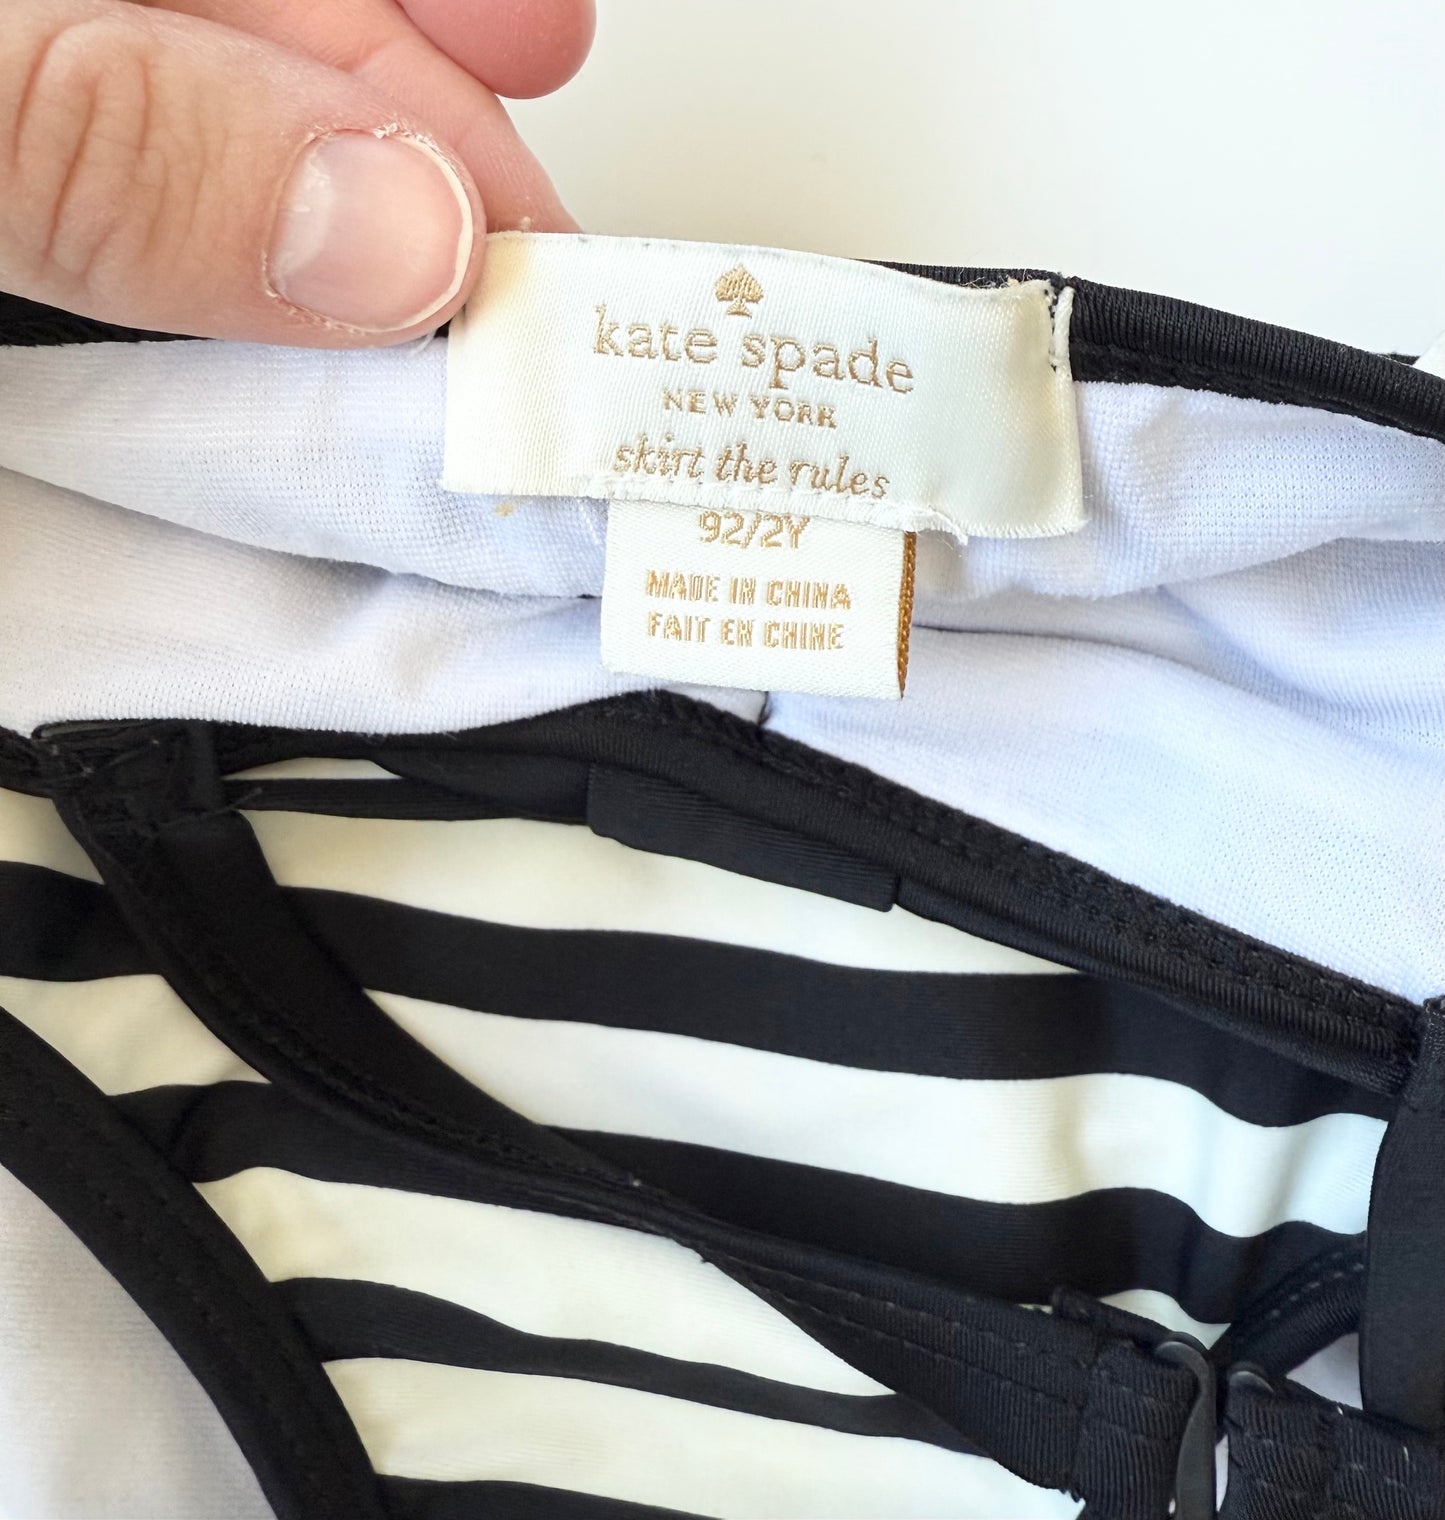 kate spade
NEW YORK
skirt the rules
92/2Y
MADE IN CHINA
FAIT EN CHINE